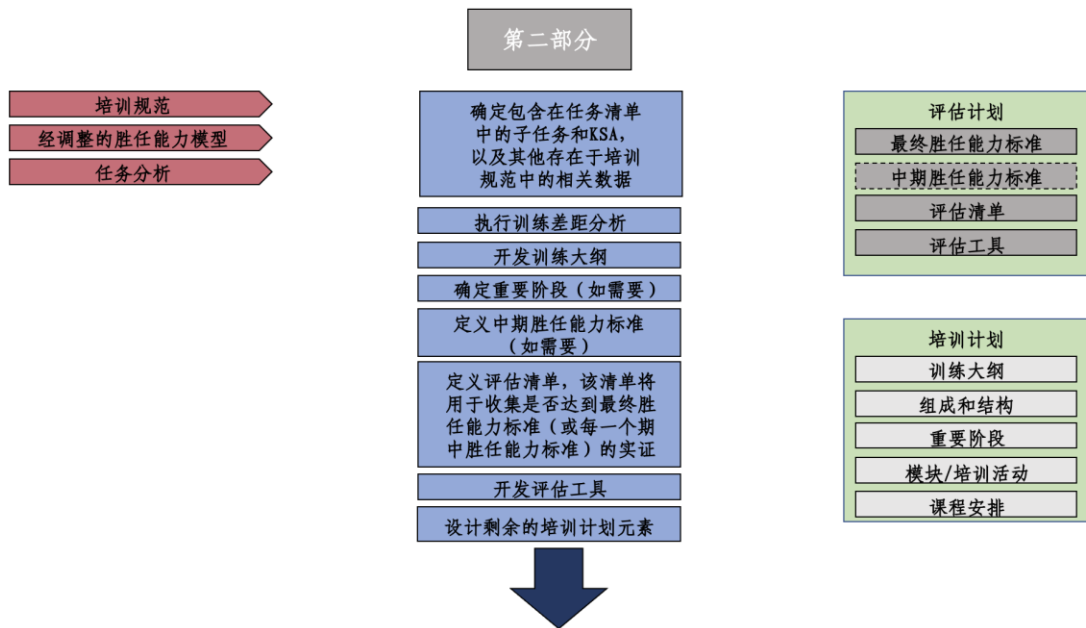 第二部分
培训规范
经调整的胜任能力模型
任务分析
确定包含在任务清单
中的子任务和KSA,
以及其他存在于培训
规范中的相关数据
执行训练差距分析
开发训练大纲
确定重要阶段（如需要）
定义中期胜任能力标准
（如需要）
定义评估清单，该清单将
用于收集是否达到最终胜
任能力标准（或每一个期
中胜任能力标准）的实证
开发评估工具
设计剩余的培训计划元素
评估计划
最终胜任能力标准
中期胜任能力标准
评估清单
评估工具
培训计划
训练大纲
组成和结构
重要阶段
模块/培训活动
课程安排